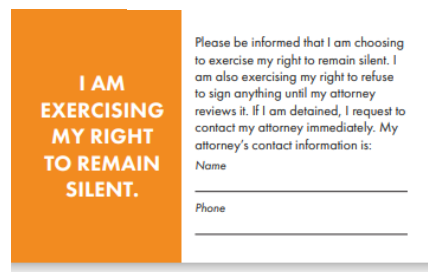 I AM
EXERCISING
MY RIGHT
TO REMAIN
SILENT.
Please be informed that I am choosing
to exercise my right to remain silent. I
am also exercising my right to refuse
to sign anything until my attorney
reviews it. If I am detained, I request to
contact my attorney immediately. My
attorney's contact information is:
Name
Phone